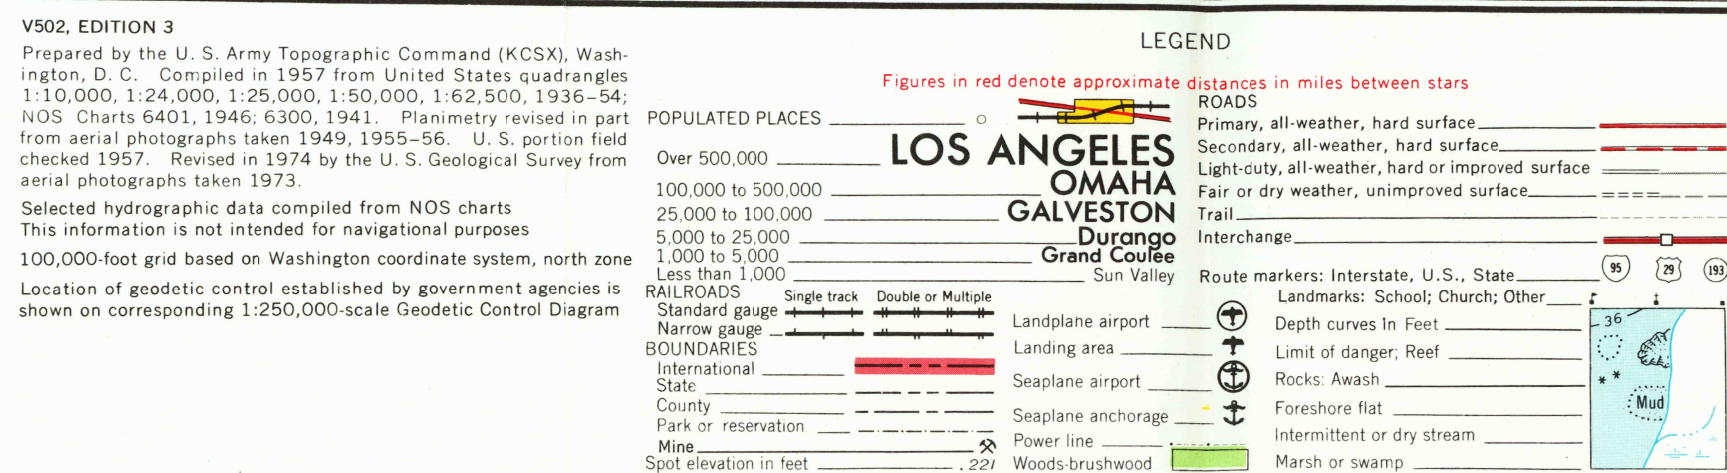 V502, EDITION 3
Prepared by the U. S. Army Topographic Command (KCSX), Wash-
ington, D. C. Compiled in 1957 from United States quadrangles
1:10,000, 1:24,000, 1:25,000, 1:50,000, 1:62,500, 1936-54;
NOS Charts 6401, 1946; 6300, 1941. Planimetry revised in part
from aerial photographs taken 1949, 1955-56. U. S. portion field
checked 1957. Revised in 1974 by the U. S. Geological Survey from
aerial photographs taken 1973.
Selected hydrographic data compiled from NOS charts
This information is not intended for navigational purposes
100,000-foot grid based on Washington coordinate system, north zone
Location of geodetic control established by government agencies is
shown on corresponding 1:250,000-scale Geodetic Control Diagram
LEGEND
Figures in red denote approximate distances in miles between stars
POPULATED PLACES
Over 500,000 LOS ANGELES
100,000 to 500,000 OMAHA
25,000 to 100,000 GALVESTON
5,000 to 25,000 Durango
1,000 to 5,000 Grand Coulee
Less than 1,000 Sun Valley
RAILROADS Single track Double or Multiple
Standard gauge
Narrow gauge
BOUNDARIES
International
State
County
Park or reservation
Mine
Spot elevation in feet .221
Landplane airport
Landing area
Seaplane airport
Seaplane anchorage
Power line
Woods-brushwood
ROADS
Primary, all-weather, hard surface
Secondary, all-weather, hard surface
Light-duty, all-weather, hard or improved surface
Fair or dry weather, unimproved surface
Trail
Interchange
Route markers: Interstate, U.S., State 95 29 193
Landmarks: School; Church; Other
Depth curves in Feet 36
Limit of danger; Reef
Rocks: Awash
Foreshore flat Mud
Intermittent or dry stream
Marsh or swamp